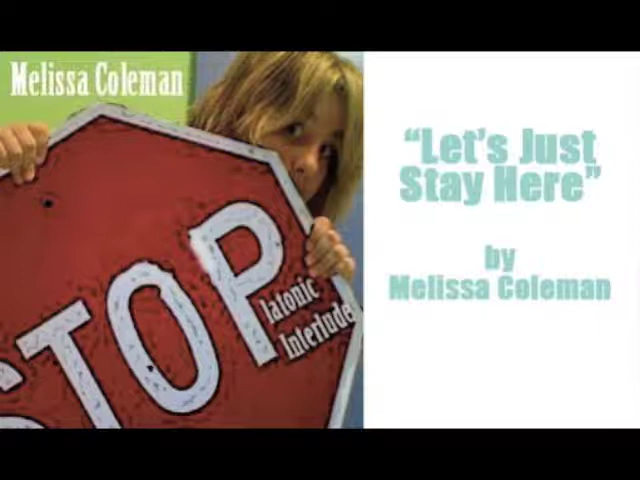 Melissa Coleman
STOP
latonic
Interlude
“Let’s Just
Stay Here”
by
Melissa Coleman